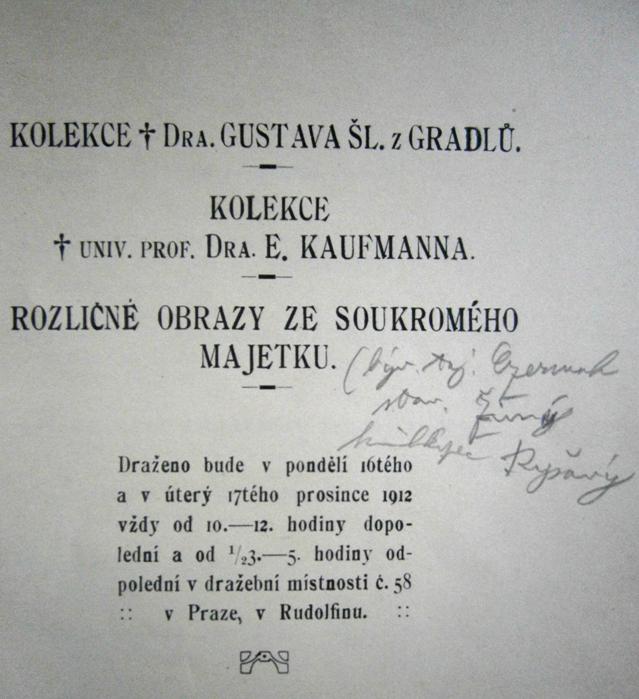 KOLEKCE † DRA. GUSTAVA ŠL. z GRADLŮ.
KOLEKCE
† UNIV. PROF. DRA. E. KAUFMANNA.
ROZLIČNÉ OBRAZY ZE SOUKROMÉHO
MAJETKU. Czermak
Ryšavý
Draženo bude v pondělí 16tého
a v úterý 17tého prosince 1912
vždy od 10.—12. hodiny dopo-
lední a od 1/23.—5. hodiny od-
polední v dražební místnosti č. 58
:: v Praze, v Rudolfinu. ::